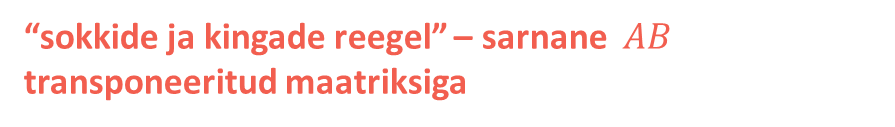 “sokkide ja kingade reegel” – sarnane AB
transponeeritud maatriksiga